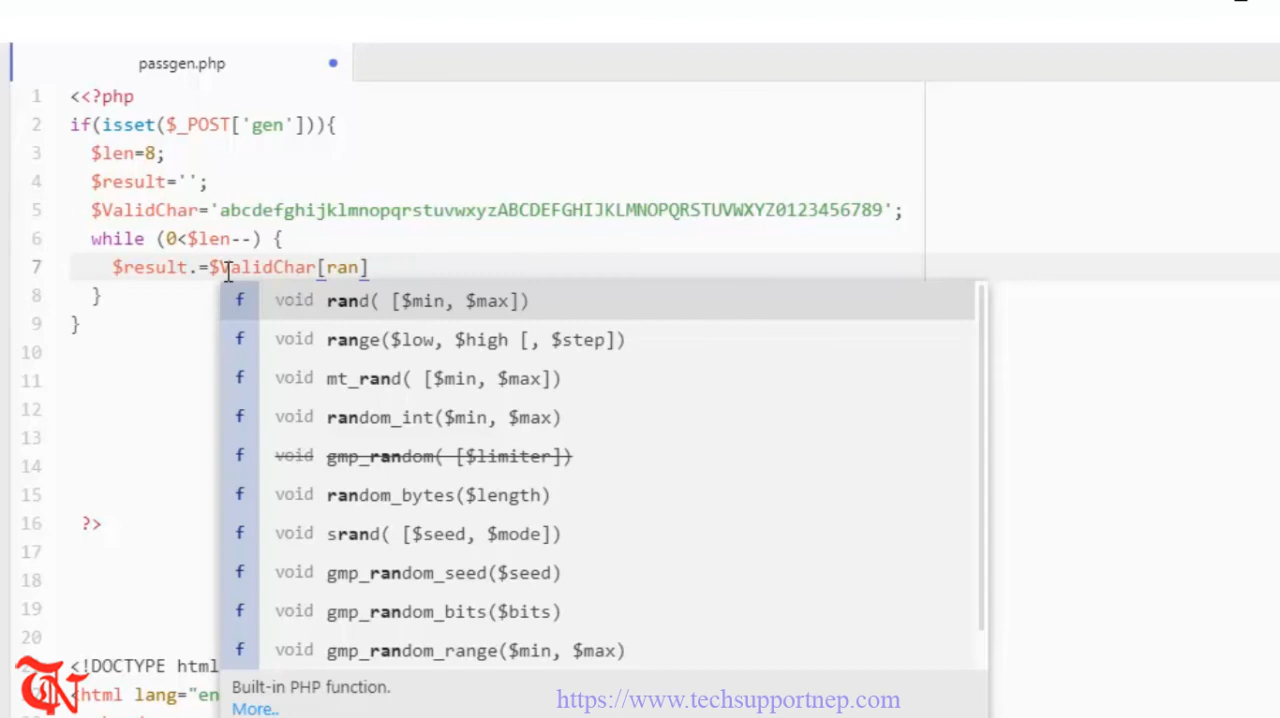 passgen.php
1 <<?php
2 if(isset($_POST['gen'])){
3 $len=8;
4 $result='';
5 $ValidChar='abcdefghijklmnopqrstuvwxyzABCDEFGHIJKLMNOPQRSTUVWXYZ0123456789';
6 while (0<$len--) {
7 $result.=$ValidChar[ran]
8 } f void rand( [$min, $max])
9 } f void range($low, $high [, $step])
10
11 f void mt_rand( [$min, $max])
12
13 f void random_int($min, $max)
14 f void gmp_random( [$limiter])
15 f void random_bytes($length)
16 ?> f void srand( [$seed, $mode])
17
18 f void gmp_random_seed($seed)
19 f void gmp_random_bits($bits)
20 f void gmp_random_range($min, $max)
<!DOCTYPE html
Built-in PHP function.
<html lang="en
More..
TN
https://www.techsupportnep.com